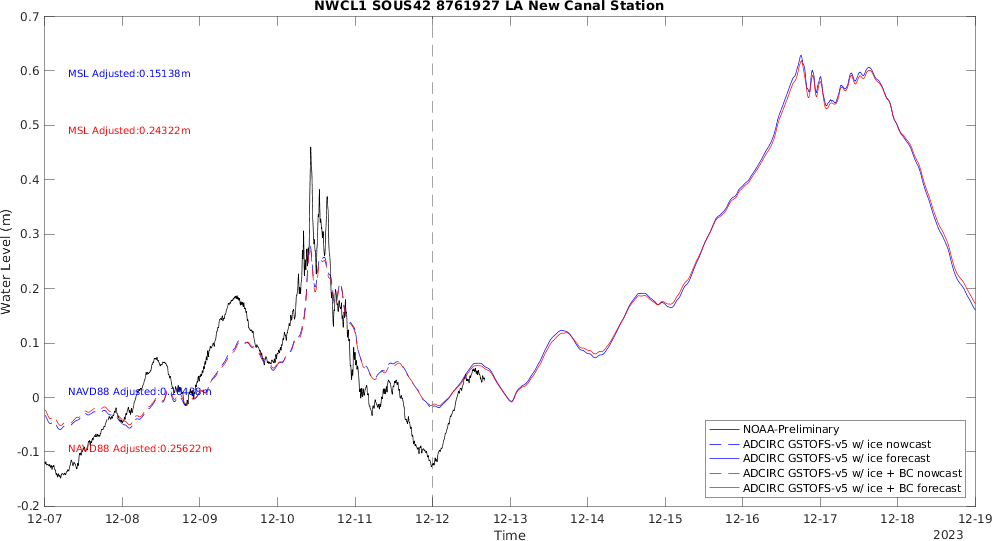 NWCL1 SOUS42 8761927 LA New Canal Station
0.7
0.6
0.5
0.4
0.3
0.2
0.1
0
-0.1
-0.2
Water Level (m)
MSL Adjusted:0.15138m
MSL Adjusted:0.24322m
NAVD88
NAVD88 Adjusted:0.25622m
NOAA-Preliminary
ADCIRC GSTOFS-v5 w/ ice nowcast
ADCIRC GSTOFS-v5 w/ ice forecast
ADCIRC GSTOFS-v5 w/ ice + BC nowcast
ADCIRC GSTOFS-v5 w/ ice + BC forecast
12-07 12-08 12-09 12-10 12-11 12-12 12-13 12-14 12-15 12-16 12-17 12-18 12-19
Time
2023